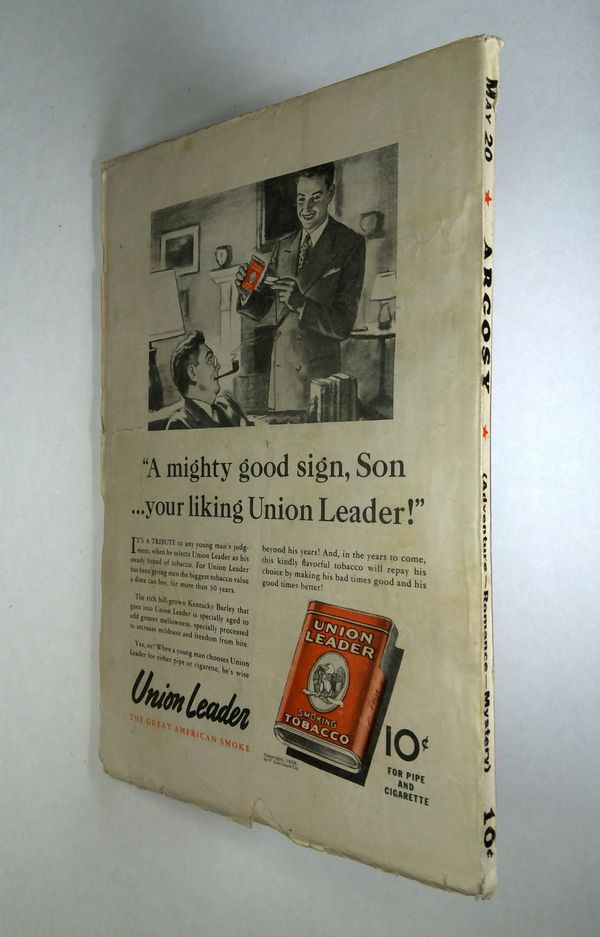 “A mighty good sign, Son
...your liking Union Leader!”
IT'S A TRIBUTE to any young man's judg-
ment, when he selects Union Leader as his
steady brand of tobacco. For Union Leader
has been giving men the biggest tobacco value
a dime can buy, for more than 30 years.
The rich hill-grown Kentucky Burley that
goes into Union Leader is specially aged to
add greater mellowness, specially processed
to increase mildness and freedom from bite.
Yes, sir! When a young man chooses Union
Leader for either pipe or cigarette, he's wise
beyond his years! And, in the years to come,
this kindly flavorful tobacco will repay his
choice by making his bad times good and his
good times better!
Union Leader
THE GREAT AMERICAN SMOKE
UNION
LEADER
SMOKING
TOBACCO
Copyright, 1939,
by P. Lorillard Co.
10¢
FOR PIPE
AND
CIGARETTE
MAY 20 ★ ARGOSY ★ (Adventure—Romance—Mystery) 10¢